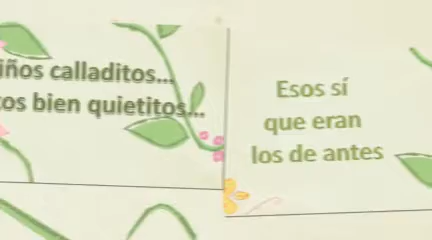 calladitos...
bien quietitos...
Esos sí
que eran
los de antes